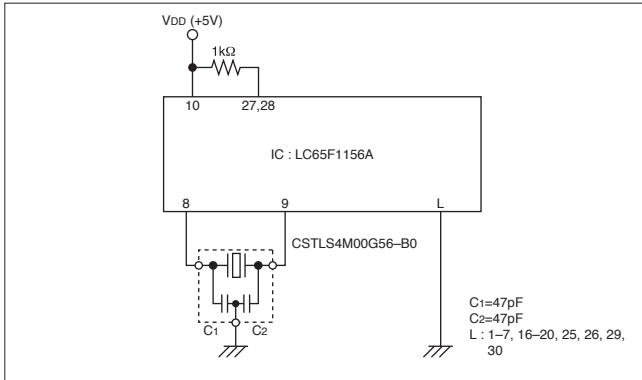 VDD (+5V)
1kΩ
10
27,28
IC : LC65F1156A
8
9
L
CSTLS4M00G56–B0
C1
C2
C1=47pF
C2=47pF
L : 1–7, 16–20, 25, 26, 29,
30